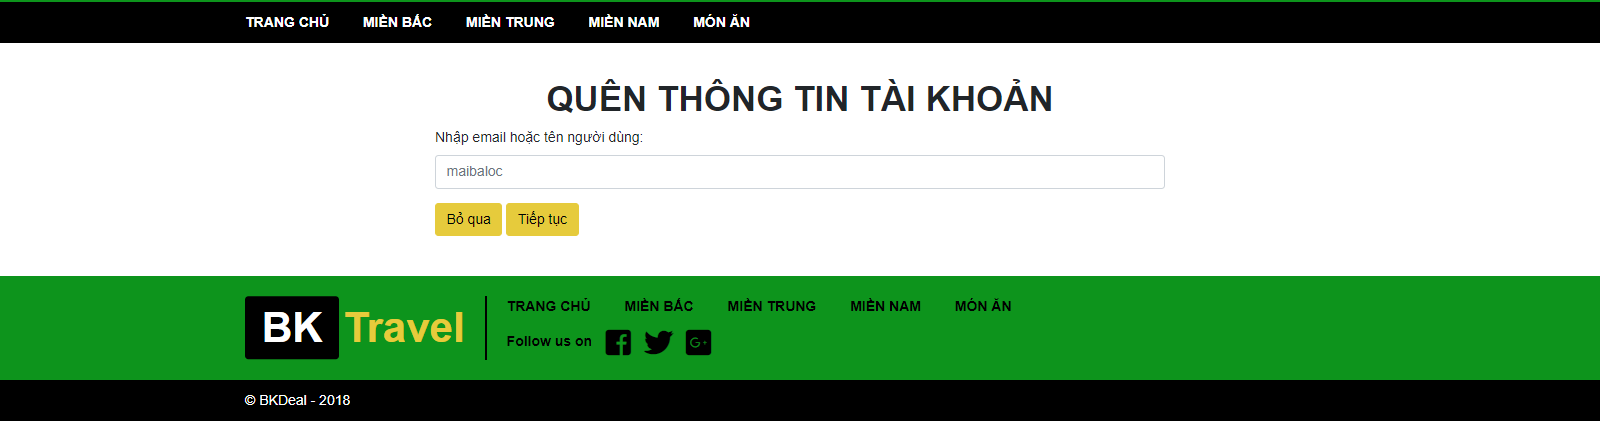 TRANG CHỦ MIỀN BẮC MIỀN TRUNG MIỀN NAM MÓN ĂN
QUÊN THÔNG TIN TÀI KHOẢN
Nhập email hoặc tên người dùng:
maibaloc
Bỏ qua Tiếp tục
BK Travel
TRANG CHỦ MIỀN BẮC MIỀN TRUNG MIỀN NAM MÓN ĂN
Follow us on
© BKDeal - 2018